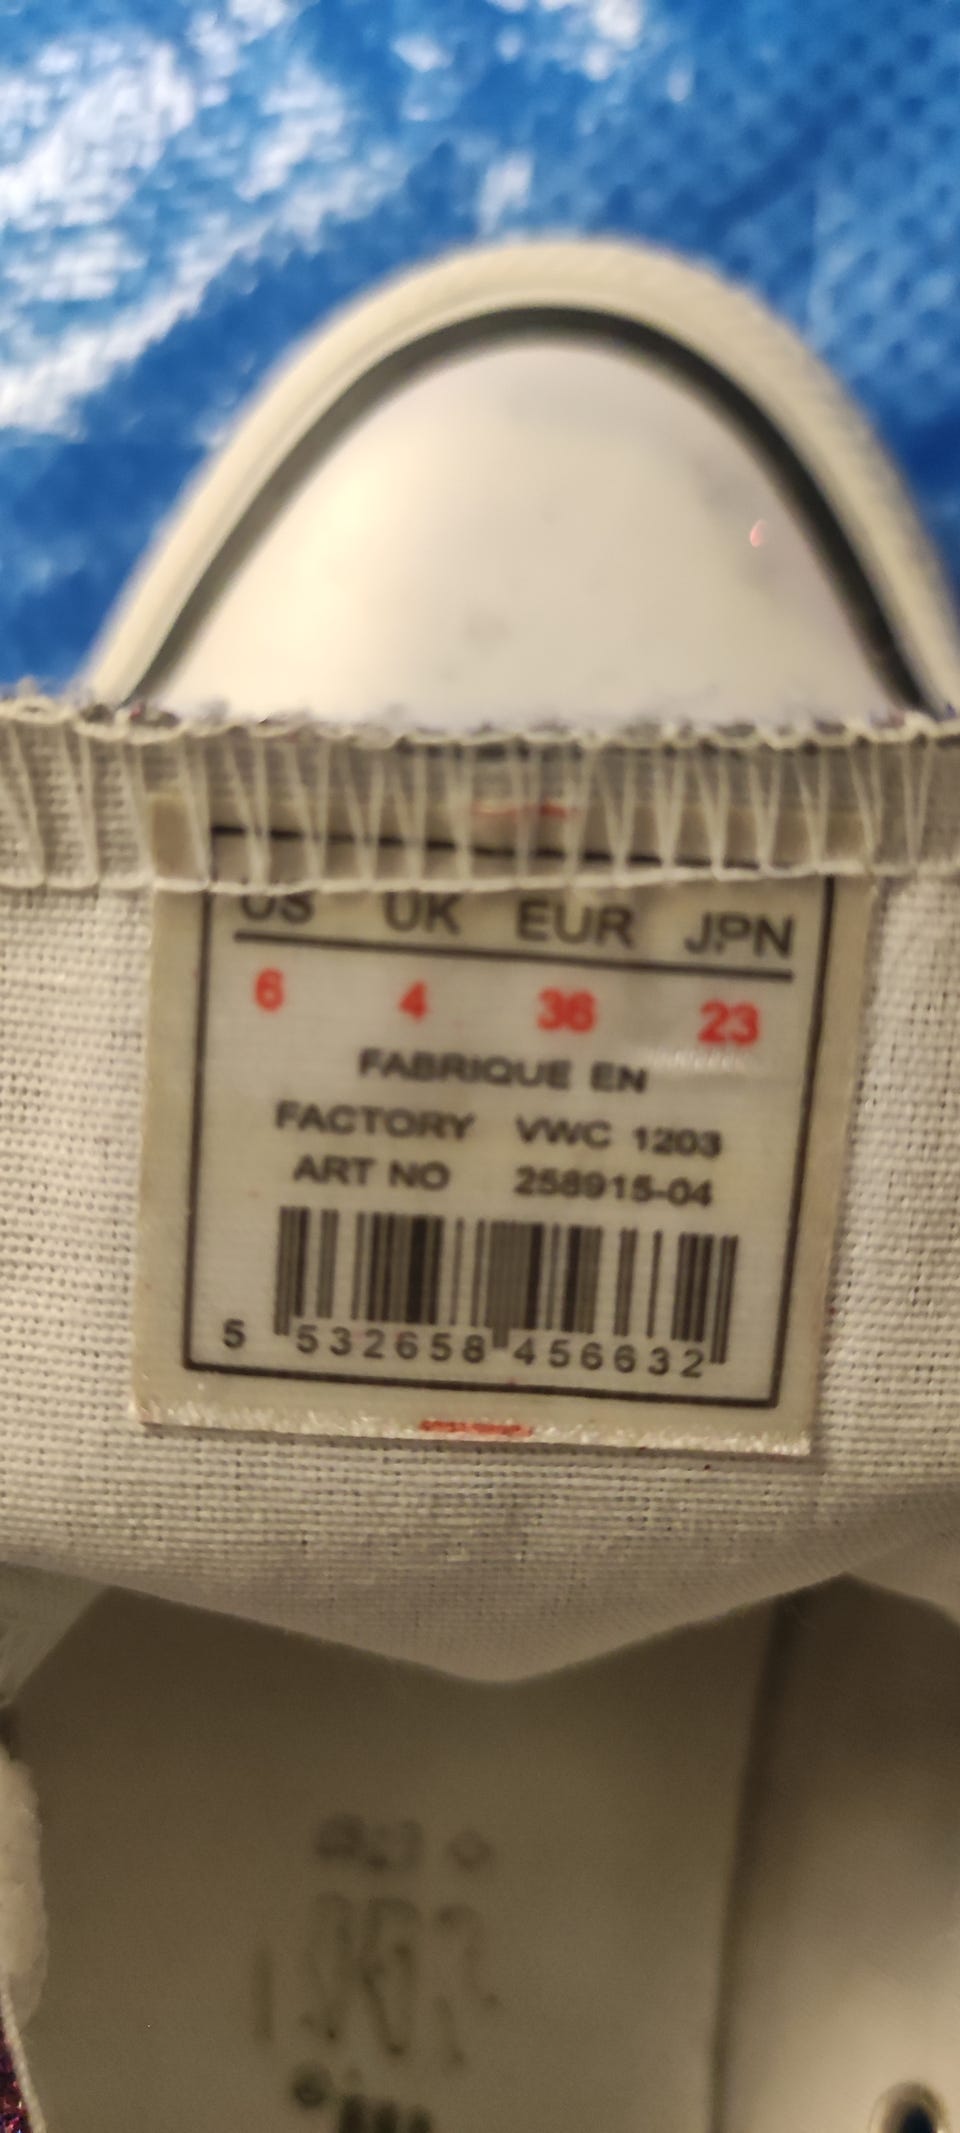 US UK EUR JPN
6 4 36 23
FABRIQUE EN
FACTORY VWC 1203
ART NO 258915-04
5 532658 456632